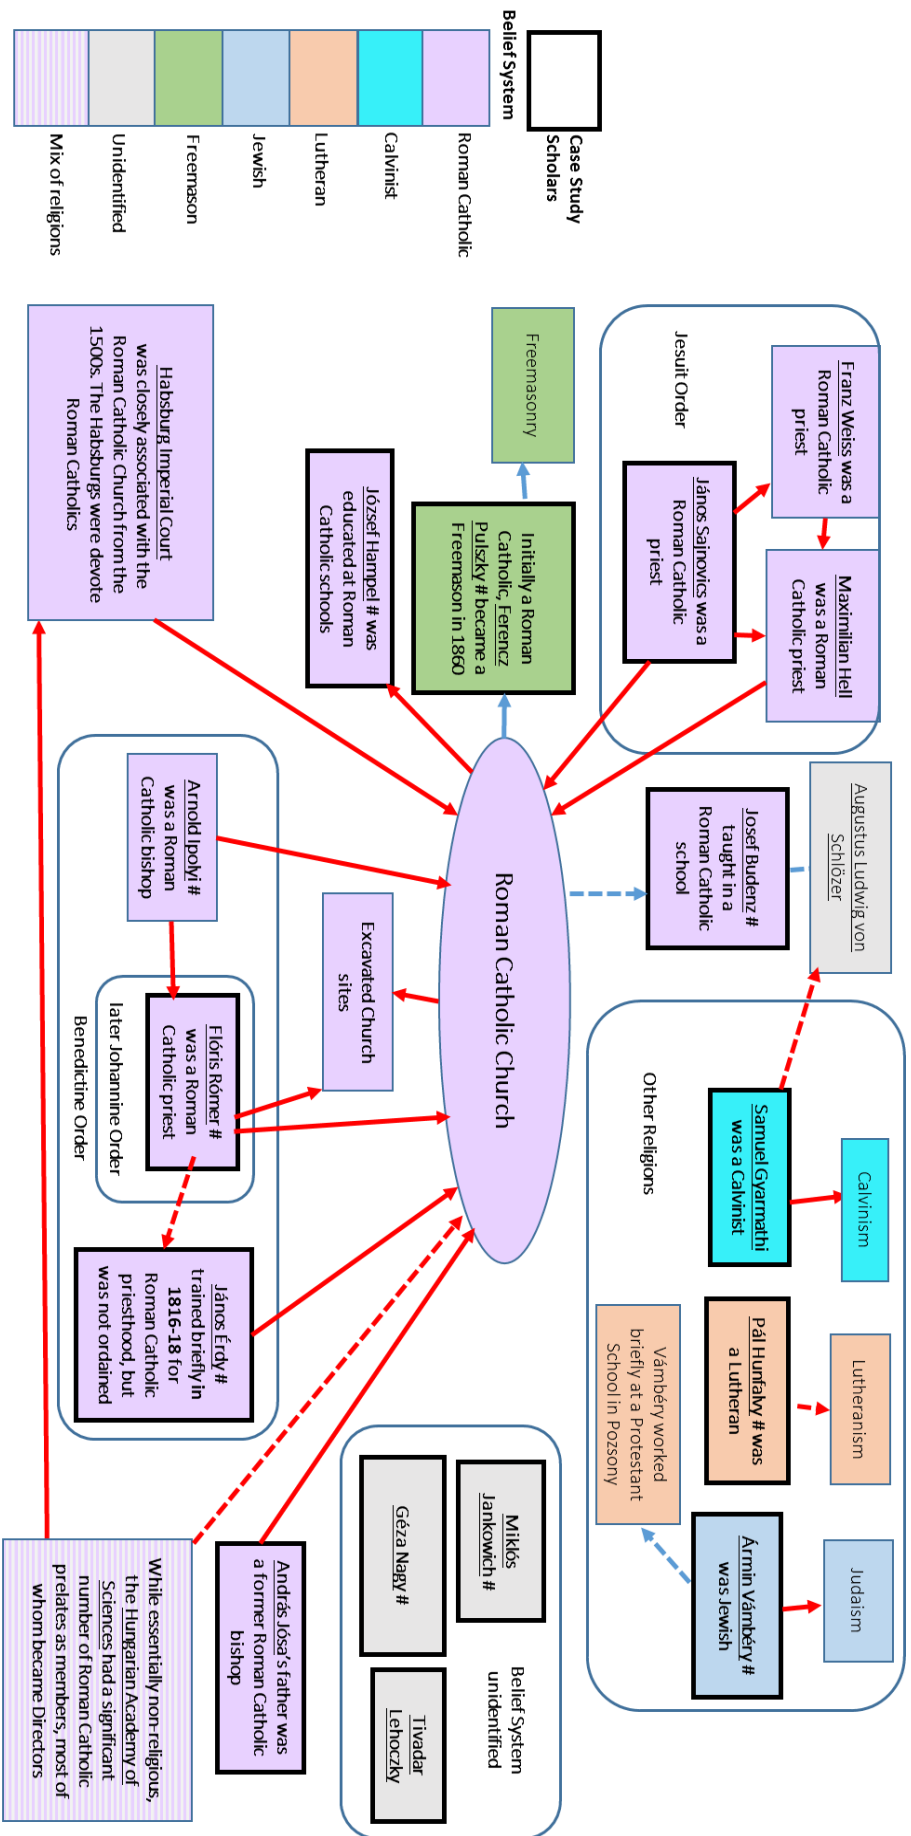 Case Study
Scholars
Belief System
Roman Catholic
Calvinist
Lutheran
Jewish
Freemason
Unidentified
Mix of religions
Jesuit Order
Franz Weiss was a
Roman Catholic
priest
Maximilian Hell
was a Roman
Catholic priest
János Sajnovics was a
Roman Catholic
priest
Freemasonry
Initially a Roman
Catholic, Ferencz
Pulszky # became a
Freemason in 1860
József Hampel # was
educated at Roman
Catholic schools
Habsburg Imperial Court
was closely associated with the
Roman Catholic Church from the
1500s. The Habsburgs were devote
Roman Catholics
Augustus Ludwig von
Schlözer
Josef Budenz #
taught in a
Roman Catholic
school
Roman Catholic Church
Excavated Church
sites
Arnold Ipolyi #
was a Roman
Catholic bishop
Flóris Rómer #
was a Roman
Catholic priest
later Johannine Order
Benedictine Order
János Érdy #
trained briefly in
1816-18 for
Roman Catholic
priesthood, but
was not ordained
Other Religions
Calvinism
Samuel Gyarmathi
was a Calvinist
Lutheranism
Pál Hunfalvy # was
a Lutheran
Judaism
Ármin Vámbéry #
was Jewish
Vámbéry worked
briefly at a Protestant
School in Pozsony
Belief System
unidentified
Miklós
Jankowich #
Géza Nagy #
Tivadar
Lehoczky
András Jósa's father was
a former Roman Catholic
bishop
While essentially non-religious,
the Hungarian Academy of
Sciences had a significant
number of Roman Catholic
prelates as members, most of
whom became Directors